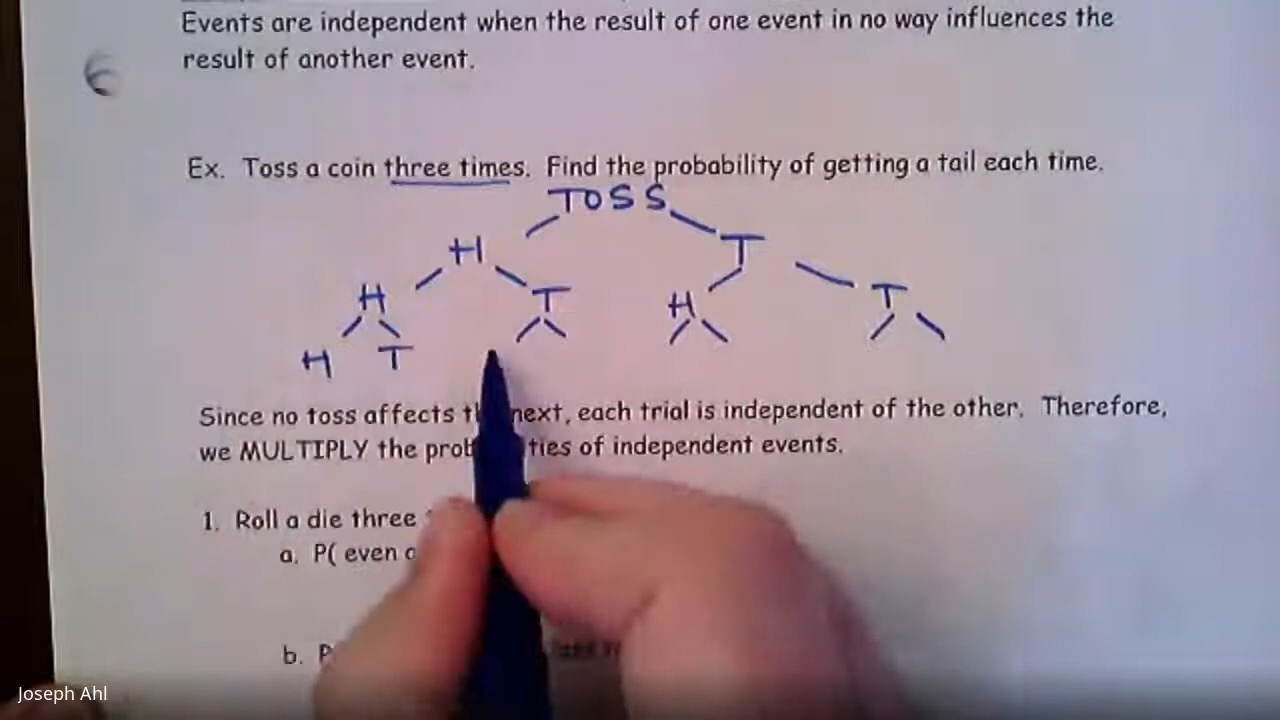 Events are independent when the result of one event in no way influences the
result of another event.
Ex. Toss a coin three times. Find the probability of getting a tail each time.
TOSS
H T
H T H T
H T
Since no toss affects the next, each trial is independent of the other. Therefore,
we MULTIPLY the ties of independent events.
1. Roll a die three
a. P( even
b. P
Joseph Ahl